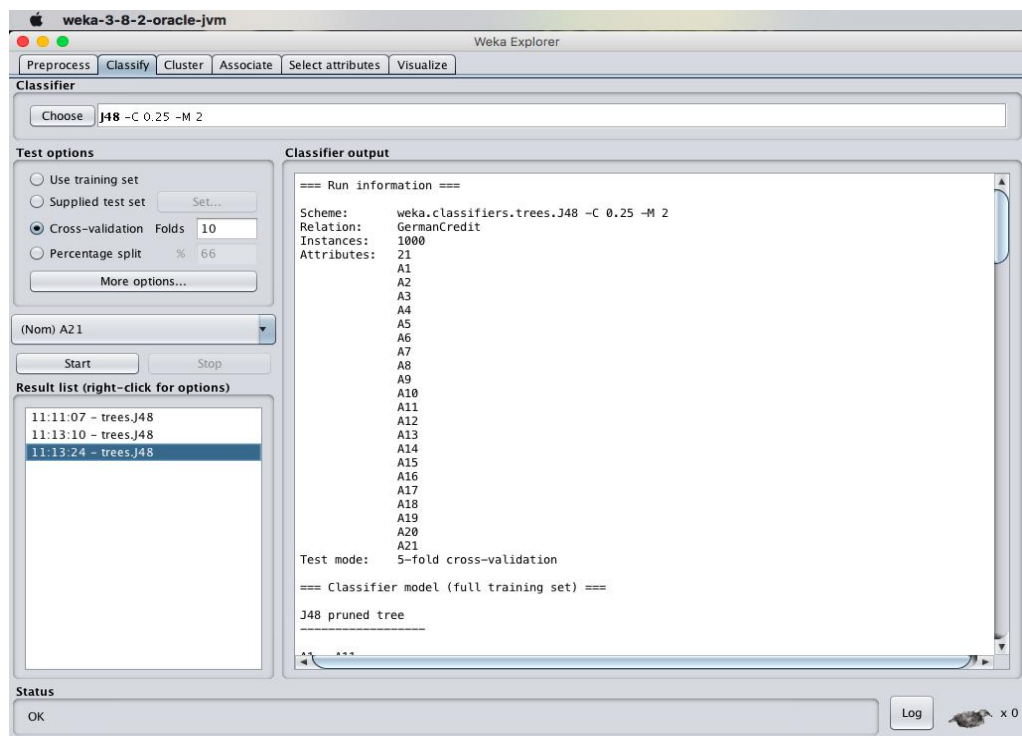 weka-3-8-2-oracle-jvm
Weka Explorer
Preprocess Classify Cluster Associate Select attributes Visualize
Classifier
Choose J48 -C 0.25 -M 2
Test options
Use training set
Supplied test set Set...
Cross-validation Folds 10
Percentage split % 66
More options...
(Nom) A21
Start Stop
Result list (right-click for options)
11:11:07 - trees.J48
11:13:10 - trees.J48
11:13:24 - trees.J48
Classifier output
=== Run information ===
Scheme: weka.classifiers.trees.J48 -C 0.25 -M 2
Relation: GermanCredit
Instances: 1000
Attributes: 21
A1
A2
A3
A4
A5
A6
A7
A8
A9
A10
A11
A12
A13
A14
A15
A16
A17
A18
A19
A20
A21
Test mode: 5-fold cross-validation
=== Classifier model (full training set) ===
J48 pruned tree
------------------
Status
OK
Log
x 0